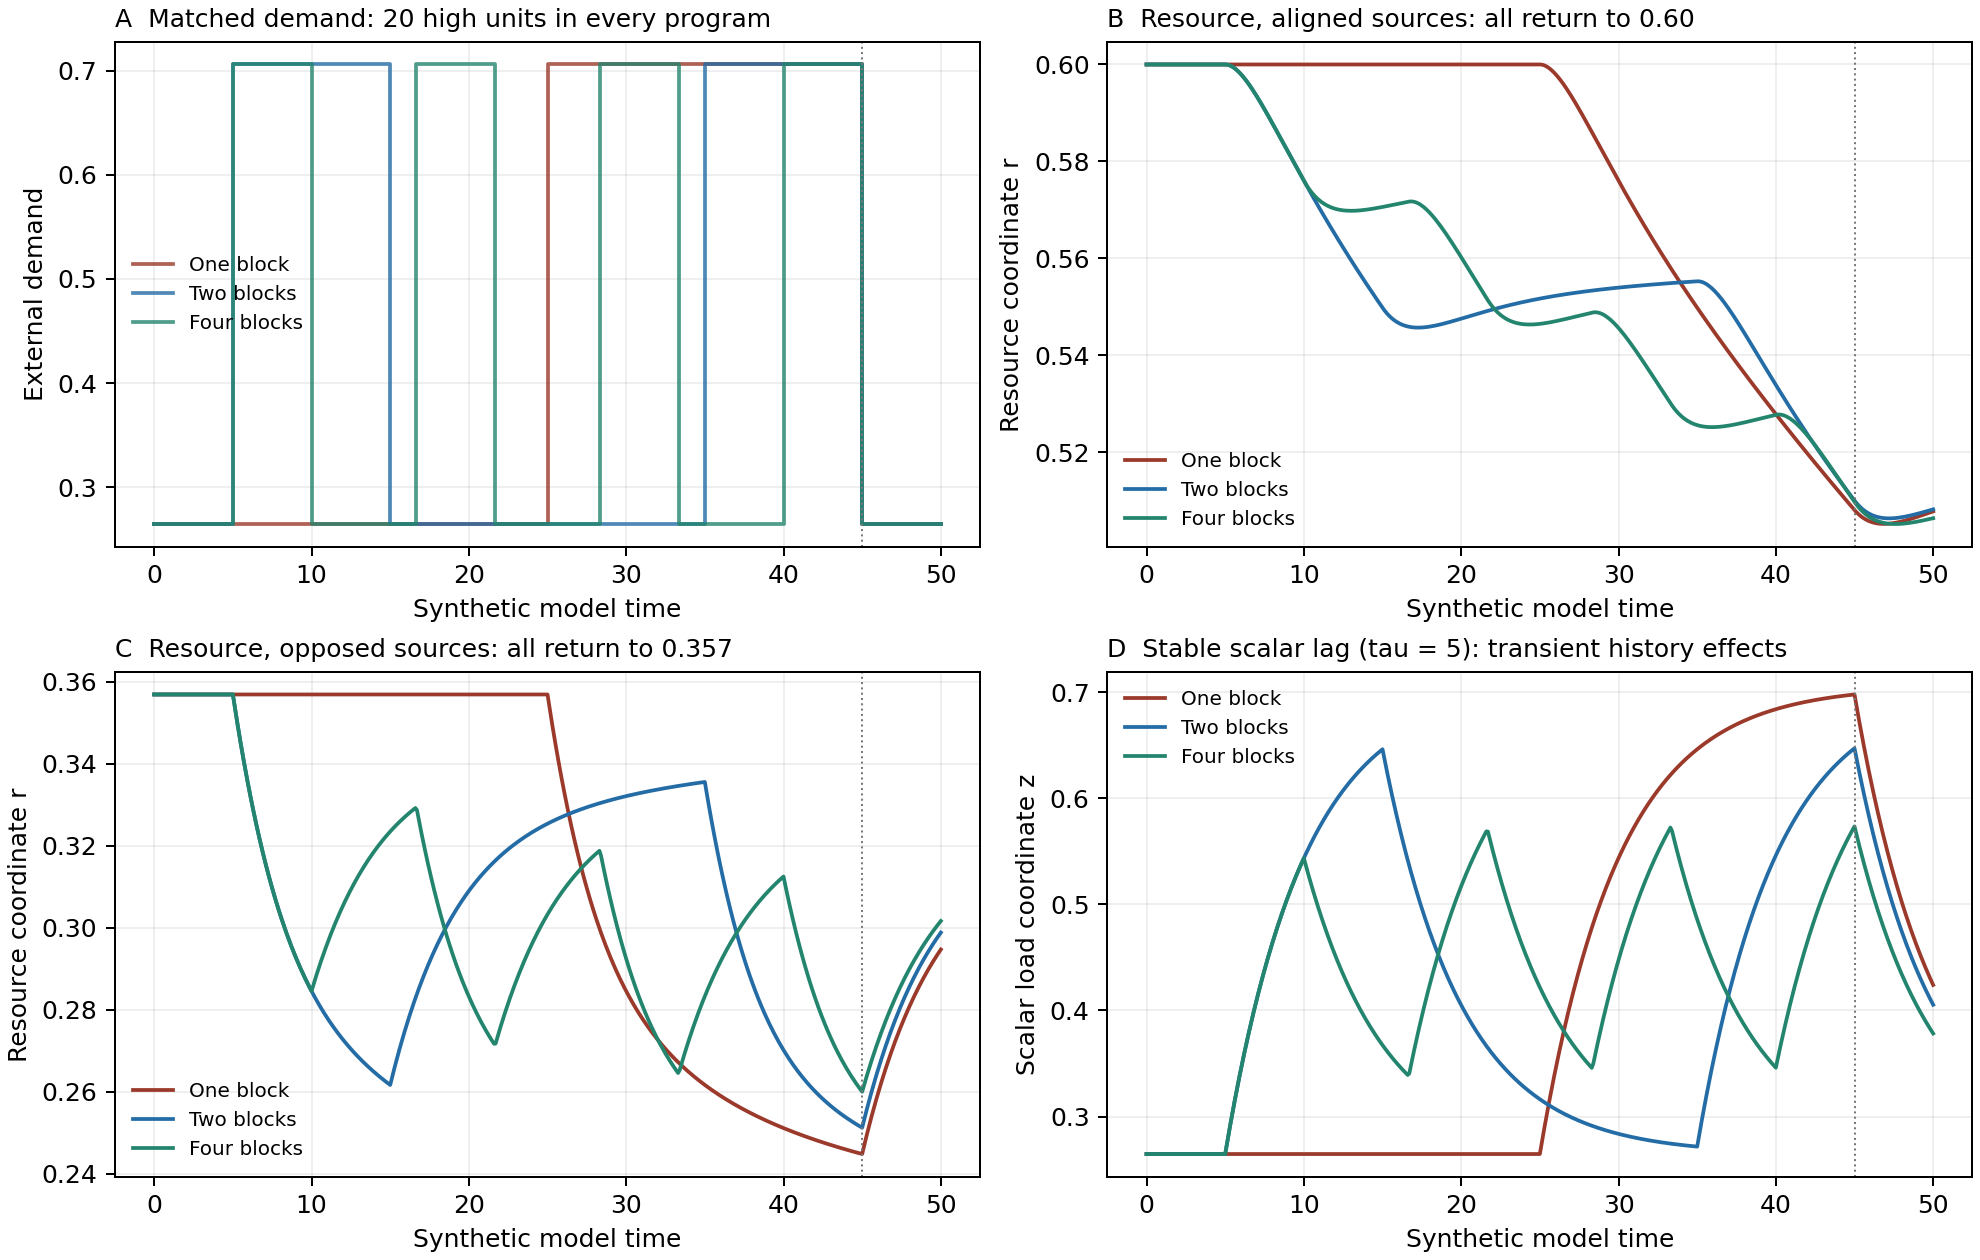 A  Matched demand: 20 high units in every program
0.7
0.6
0.5
0.4
0.3
External demand
One block
Two blocks
Four blocks
0
10
20
30
40
50
Synthetic model time
B  Resource, aligned sources: all return to 0.60
0.60
0.58
0.56
0.54
0.52
Resource coordinate r
One block
Two blocks
Four blocks
0
10
20
30
40
50
Synthetic model time
C  Resource, opposed sources: all return to 0.357
0.36
0.34
0.32
0.30
0.28
0.26
0.24
Resource coordinate r
One block
Two blocks
Four blocks
0
10
20
30
40
50
Synthetic model time
D  Stable scalar lag (tau = 5): transient history effects
0.7
0.6
0.5
0.4
0.3
Scalar load coordinate z
One block
Two blocks
Four blocks
0
10
20
30
40
50
Synthetic model time